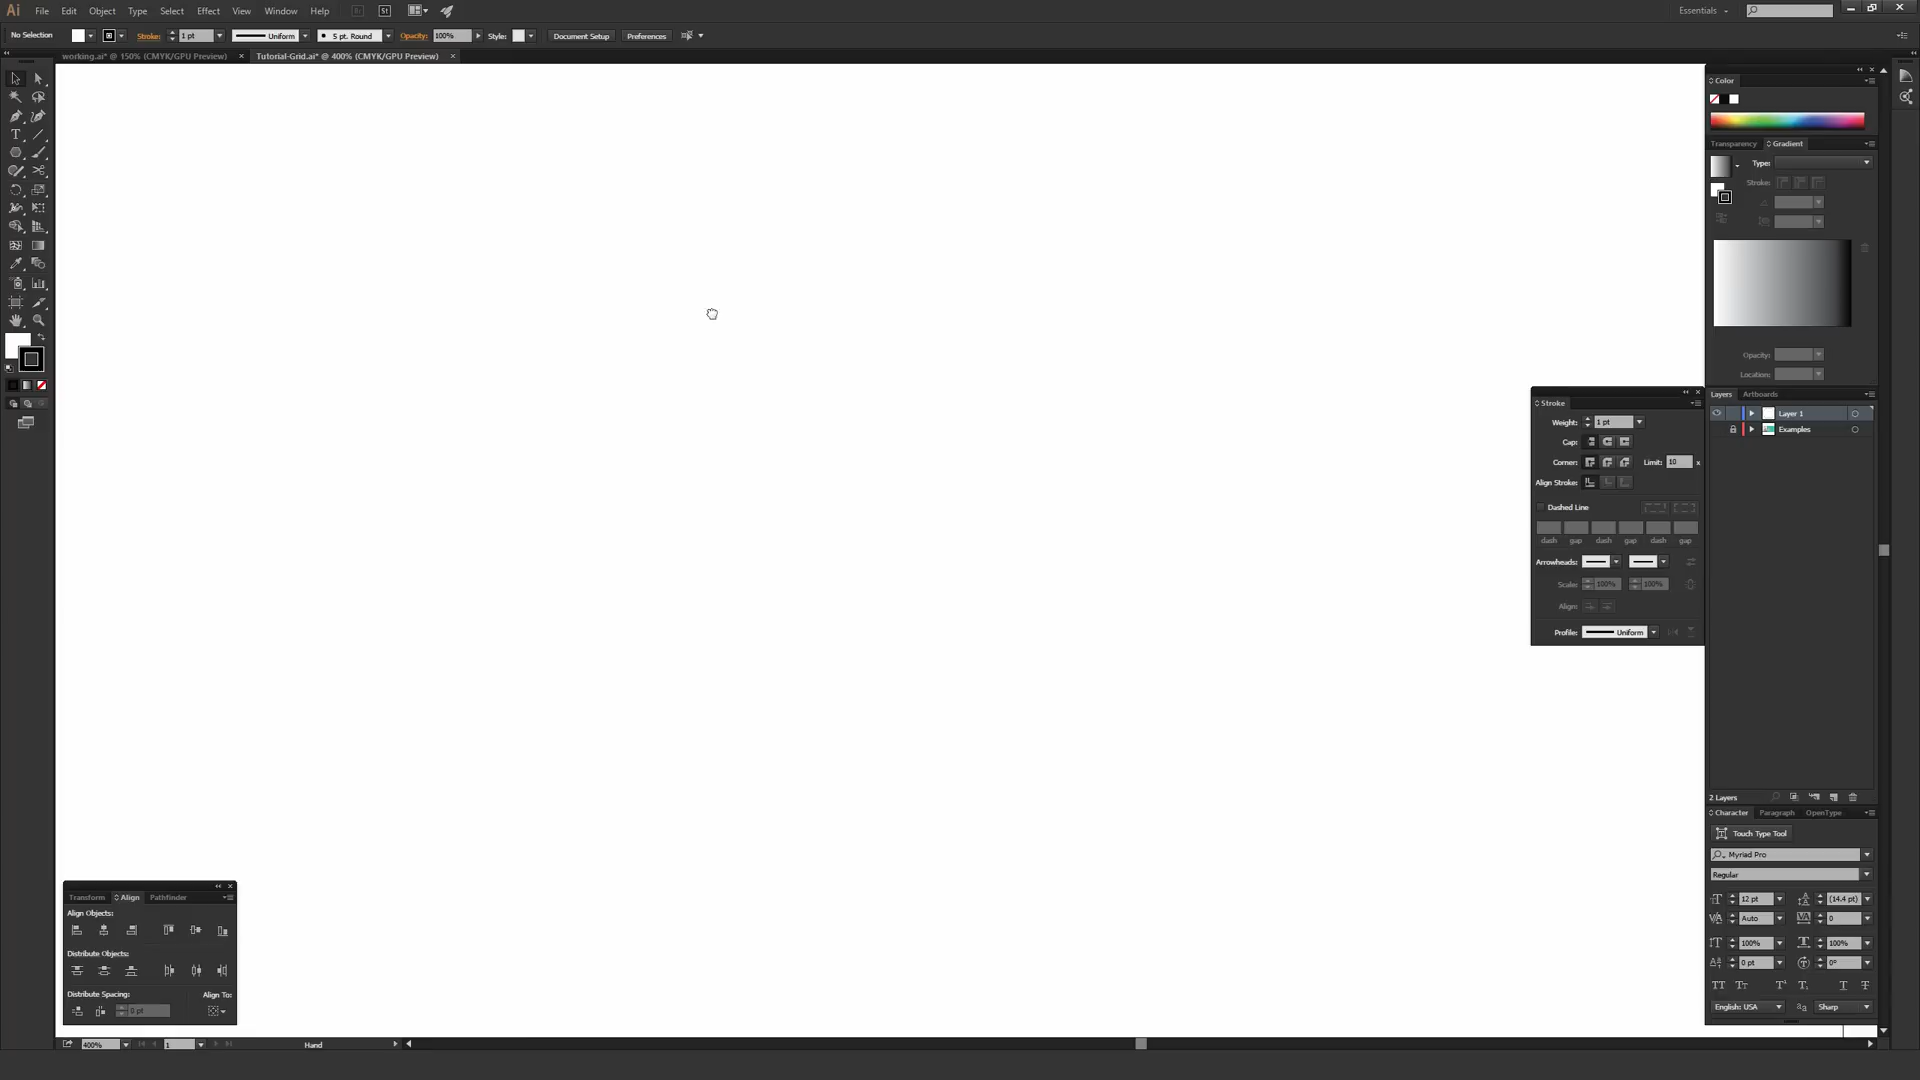 Ai File Edit Object Type Select Effect View Window Help Br St Essentials
No Selection Stroke: 1 pt Uniform 5 pt. Round Opacity: 100% Style: Document Setup Preferences
working.ai* @ 150% (CMYK/GPU Preview) Tutorial-Grid.ai* @ 400% (CMYK/GPU Preview)
Color
Transparency Gradient
Type:
Stroke:
Opacity:
Location:
Layers Artboards
Layer 1
Examples
2 Layers
Stroke
Weight: 1 pt
Cap:
Corner: Limit: 10 x
Align Stroke:
Dashed Line
dash gap dash gap dash gap
Arrowheads:
Scale: 100% 100%
Align:
Profile: Uniform
Character Paragraph OpenType
Touch Type Tool
Myriad Pro
Regular
12 pt (14.4 pt)
Auto 0
100% 100%
0 pt 0°
English: USA Sharp
Transform Align Pathfinder
Align Objects:
Distribute Objects:
Distribute Spacing: Align To:
0 pt
400% 1 Hand